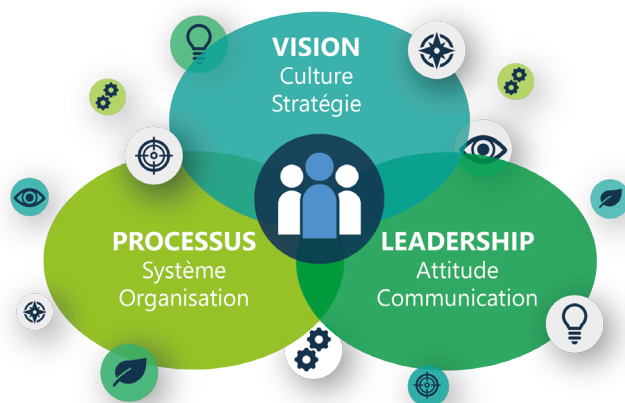 VISION
Culture
Stratégie
PROCESSUS
Système
Organisation
LEADERSHIP
Attitude
Communication